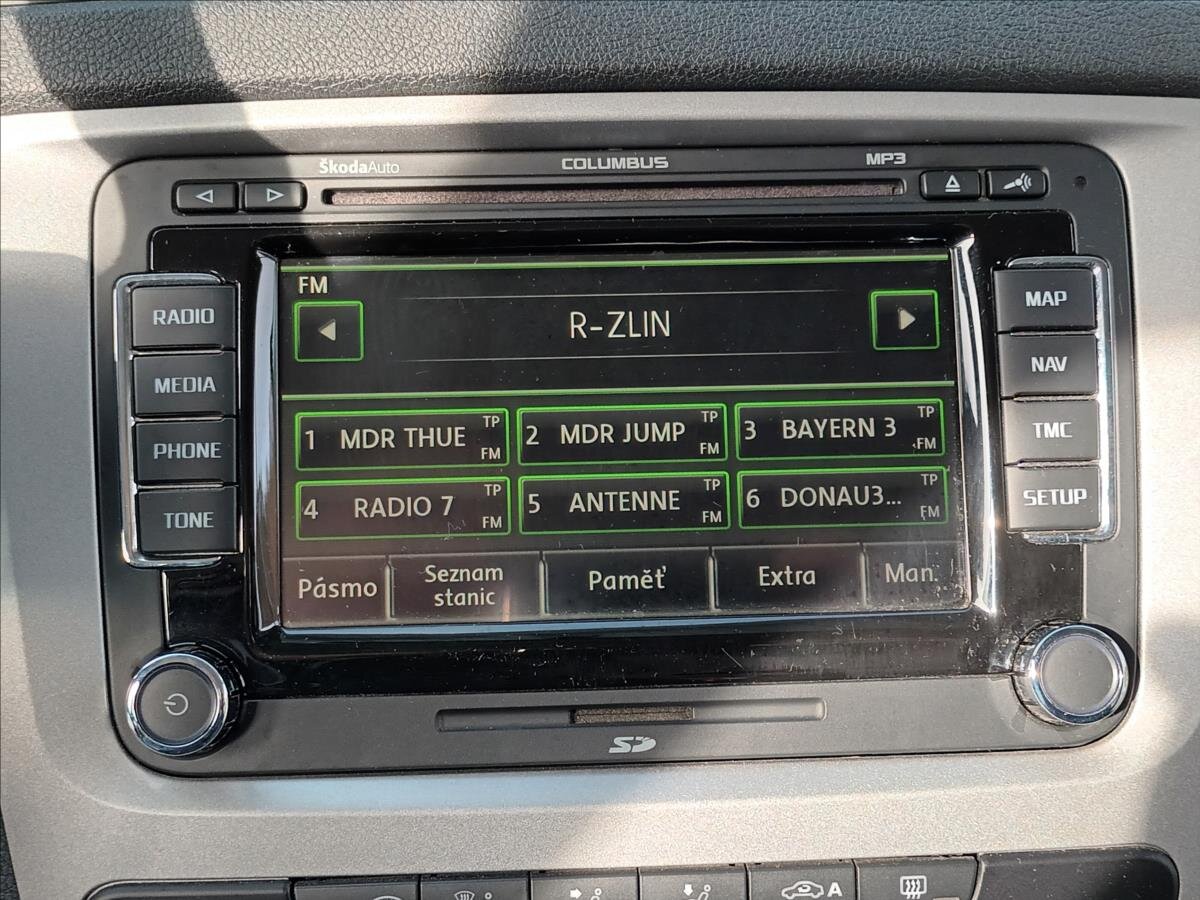 ŠkodaAuto
COLUMBUS
MP3
RADIO
MEDIA
PHONE
TONE
FM
R-ZLIN
1 MDR THUE TP FM
2 MDR JUMP TP FM
3 BAYERN 3 TP FM
4 RADIO 7 TP FM
5 ANTENNE TP FM
6 DONAU3... TP FM
Pásmo
Seznam
stanic
Paměť
Extra
Man.
MAP
NAV
TMC
SETUP
SD
A